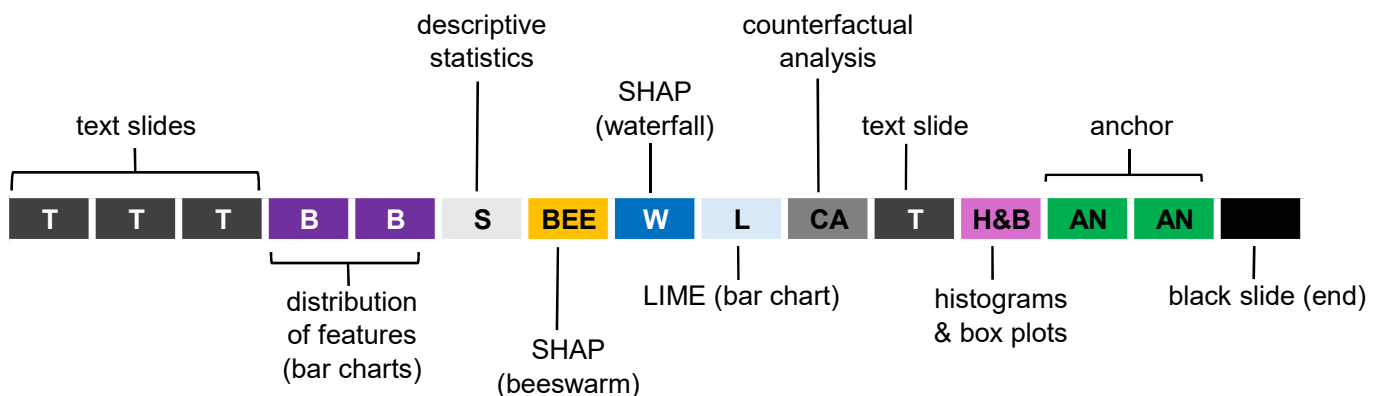 descriptive
statistics
counterfactual
analysis
SHAP
(waterfall)
text slides
text slide
anchor
T T T B B S BEE W L CA T H&B AN AN
distribution
of features
(bar charts)
SHAP
(beeswarm)
LIME (bar chart)
histograms
& box plots
black slide (end)